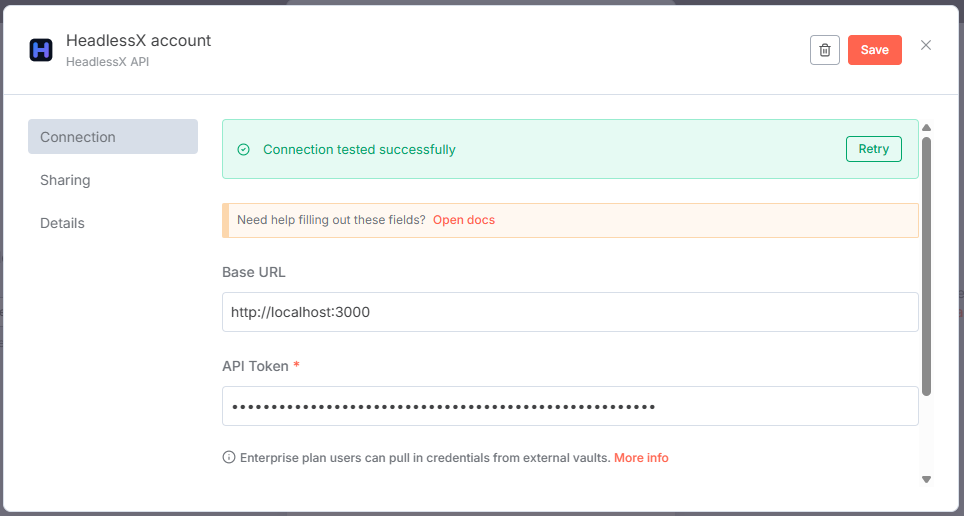 HeadlessX account
HeadlessX API
Save
Connection
Sharing
Details
Connection tested successfully
Retry
Need help filling out these fields? Open docs
Base URL
http://localhost:3000
API Token *
••••••••••••••••••••••••••••••••••••••••••••••••••••••
Enterprise plan users can pull in credentials from external vaults. More info